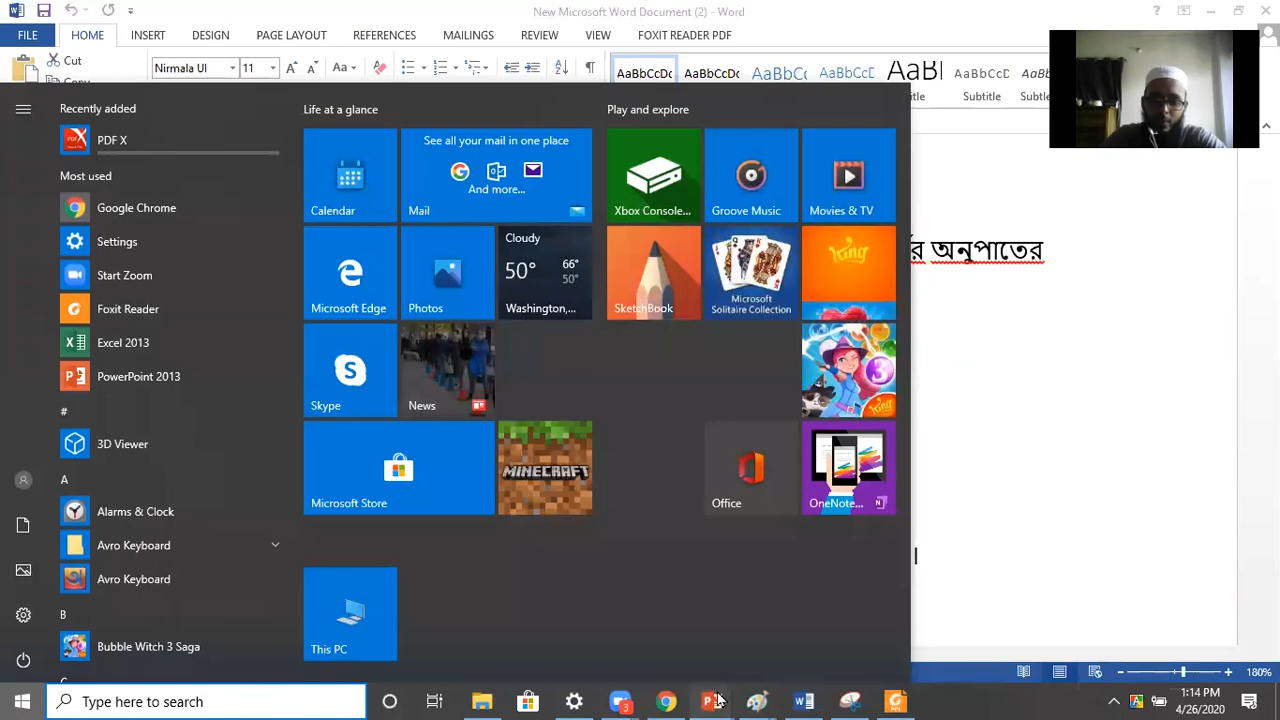 New Microsoft Word Document (2) - Word
FILE
HOME
INSERT
DESIGN
PAGE LAYOUT
REFERENCES
MAILINGS
REVIEW
VIEW
FOXIT READER PDF
Cut
Nirmala UI
11
AaBbCcDc
AaBbCcDc
AaBbCcD
Subtitle
Recently added
PDF X
Most used
Google Chrome
Settings
Start Zoom
Foxit Reader
Excel 2013
PowerPoint 2013
#
3D Viewer
A
Alarms & Clock
Avro Keyboard
Avro Keyboard
B
Bubble Witch 3 Saga
Life at a glance
Calendar
See all your mail in one place
And more...
Mail
Microsoft Edge
Photos
Cloudy
50°
66°
50°
Washington,...
Skype
News
Microsoft Store
MINECRAFT
This PC
Play and explore
Xbox Console...
Groove Music
Movies & TV
SketchBook
Microsoft
Solitaire Collection
King
3
King
Office
OneNote...
অনুপাতের
180%
Type here to search
3
1:14 PM
4/26/2020